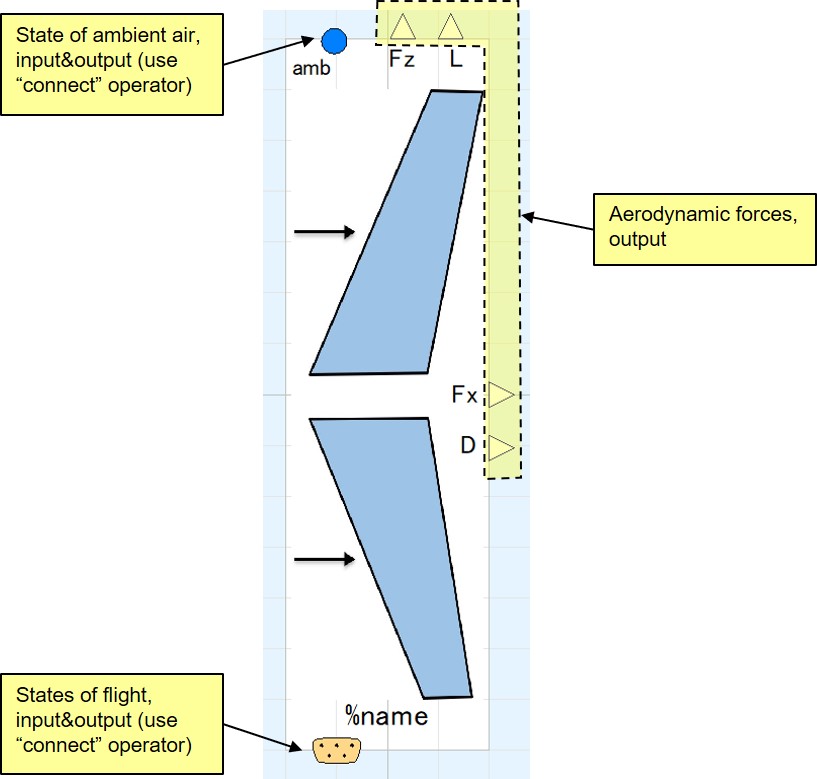 State of ambient air,
input&output (use
“connect” operator)
amb
Fz
L
Aerodynamic forces,
output
Fx
D
States of flight,
input&output (use
“connect” operator)
%name